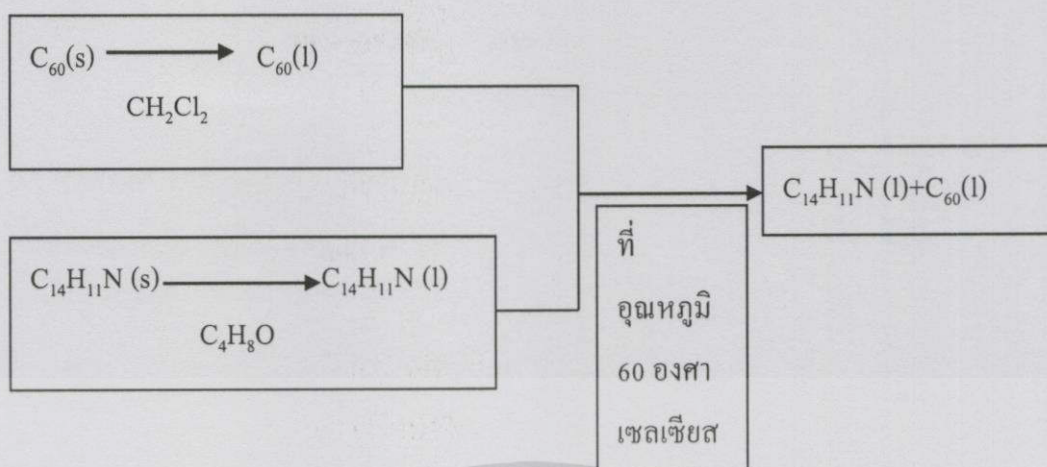 C₆₀(s) ⟶ C₆₀(l)
CH₂Cl₂
C₁₄H₁₁N (s) ⟶ C₁₄H₁₁N (l)
C₄H₈O
ที่
อุณหภูมิ
60 องศา
เซลเซียส
C₁₄H₁₁N (l)+C₆₀(l)